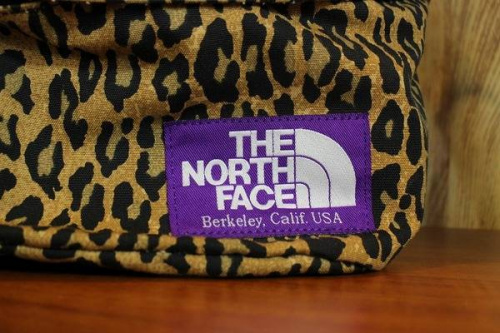 THE
NORTH
FACE
Berkeley, Calif. USA